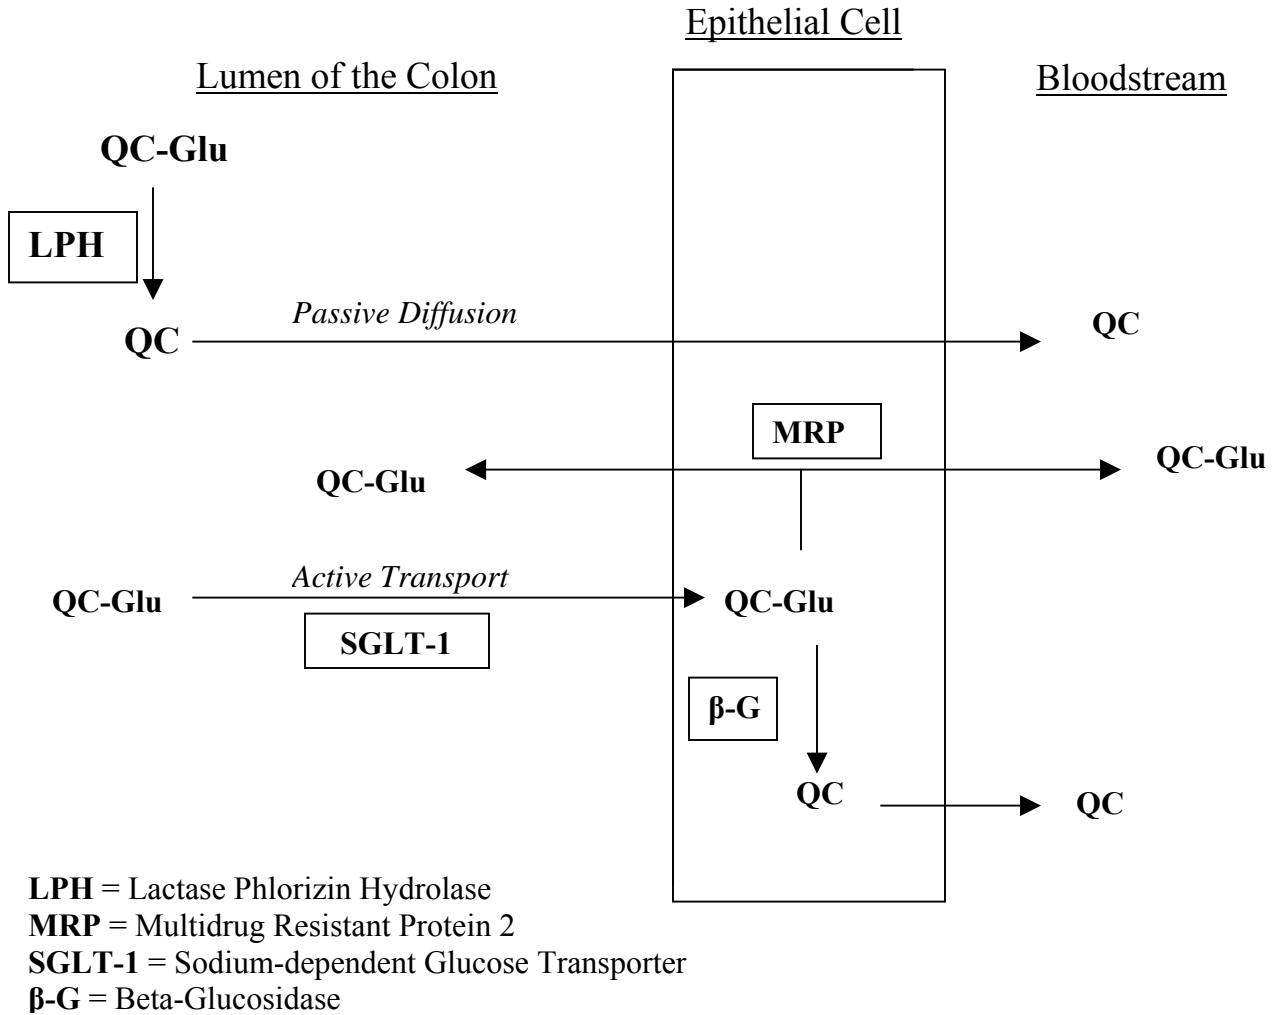 Epithelial Cell
Lumen of the Colon
Bloodstream
QC-Glu
LPH
Passive Diffusion
QC
QC
MRP
QC-Glu
QC-Glu
Active Transport
QC-Glu
QC-Glu
SGLT-1
β-G
QC
QC
LPH = Lactase Phlorizin Hydrolase
MRP = Multidrug Resistant Protein 2
SGLT-1 = Sodium-dependent Glucose Transporter
β-G = Beta-Glucosidase